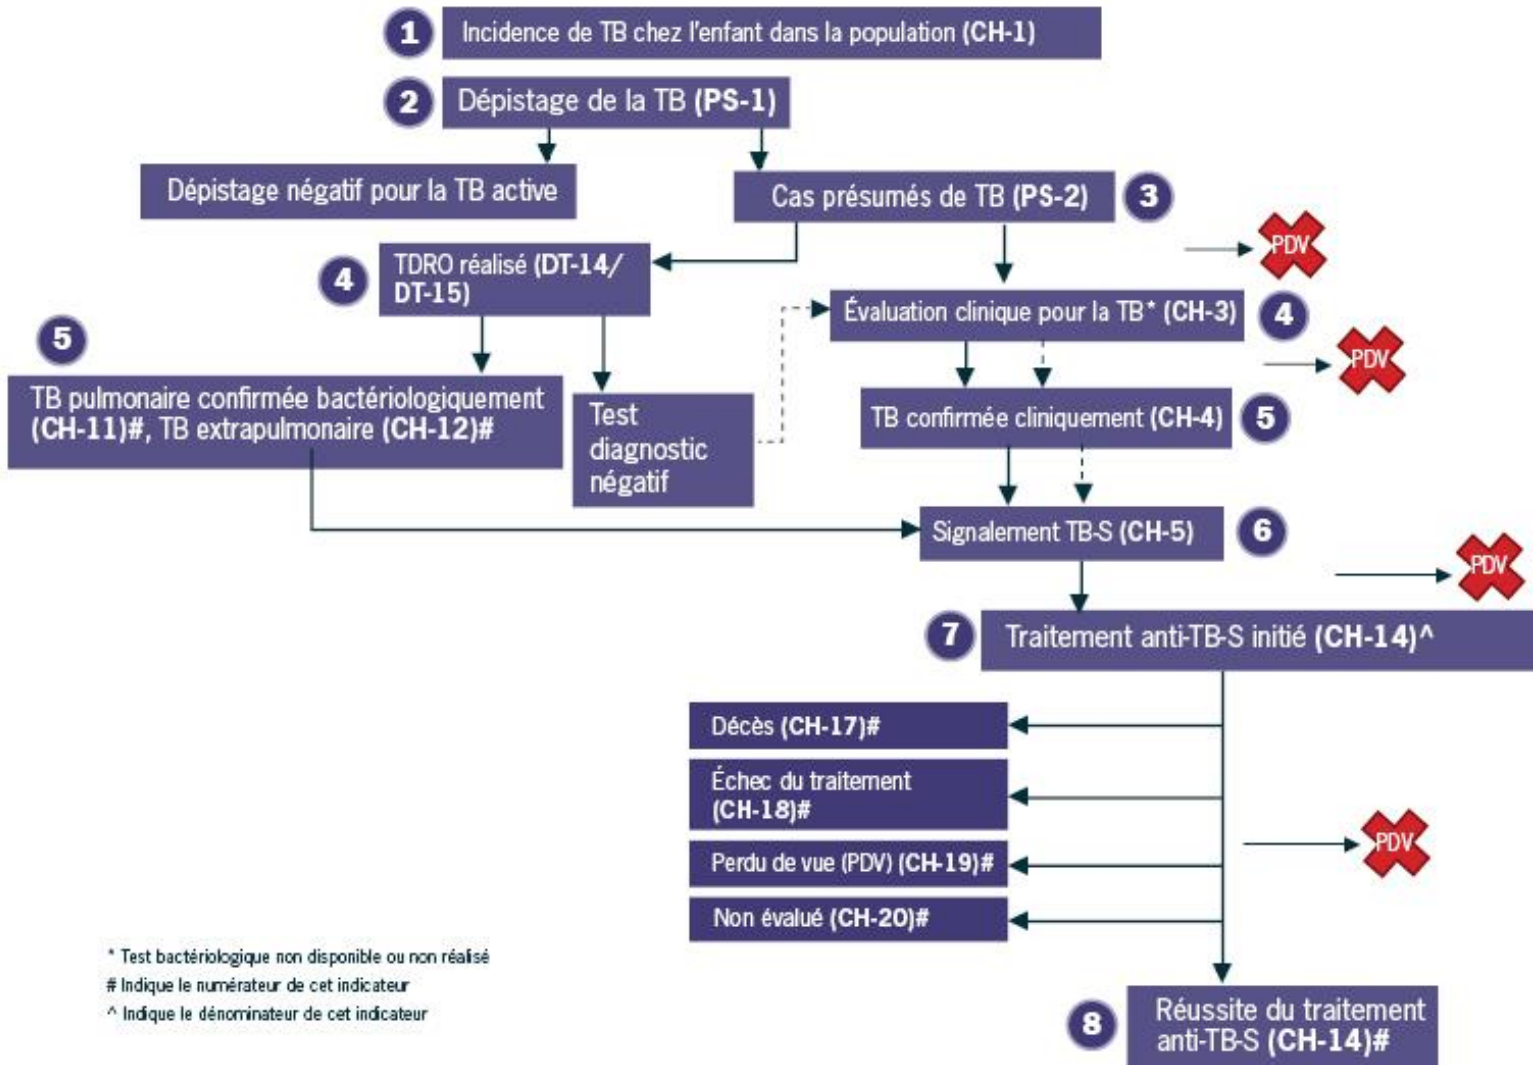 1
Incidence de TB chez l'enfant dans la population (CH-1)
2
Dépistage de la TB (PS-1)
Dépistage négatif pour la TB active
Cas présumés de TB (PS-2)
3
PDV
4
TDRO réalisé (DT-14/
DT-15)
Évaluation clinique pour la TB* (CH-3)
4
PDV
5
TB pulmonaire confirmée bactériologiquement
(CH-11)#, TB extrapulmonaire (CH-12)#
Test
diagnostic
négatif
TB confirmée cliniquement (CH-4)
5
Signalement TB-S (CH-5)
6
PDV
7
Traitement anti-TB-S initié (CH-14)^
Décès (CH-17)#
Échec du traitement
(CH-18)#
Perdu de vue (PDV) (CH-19)#
PDV
Non évalué (CH-20)#
* Test bactériologique non disponible ou non réalisé
# Indique le numérateur de cet indicateur
^ Indique le dénominateur de cet indicateur
8
Réussite du traitement
anti-TB-S (CH-14)#